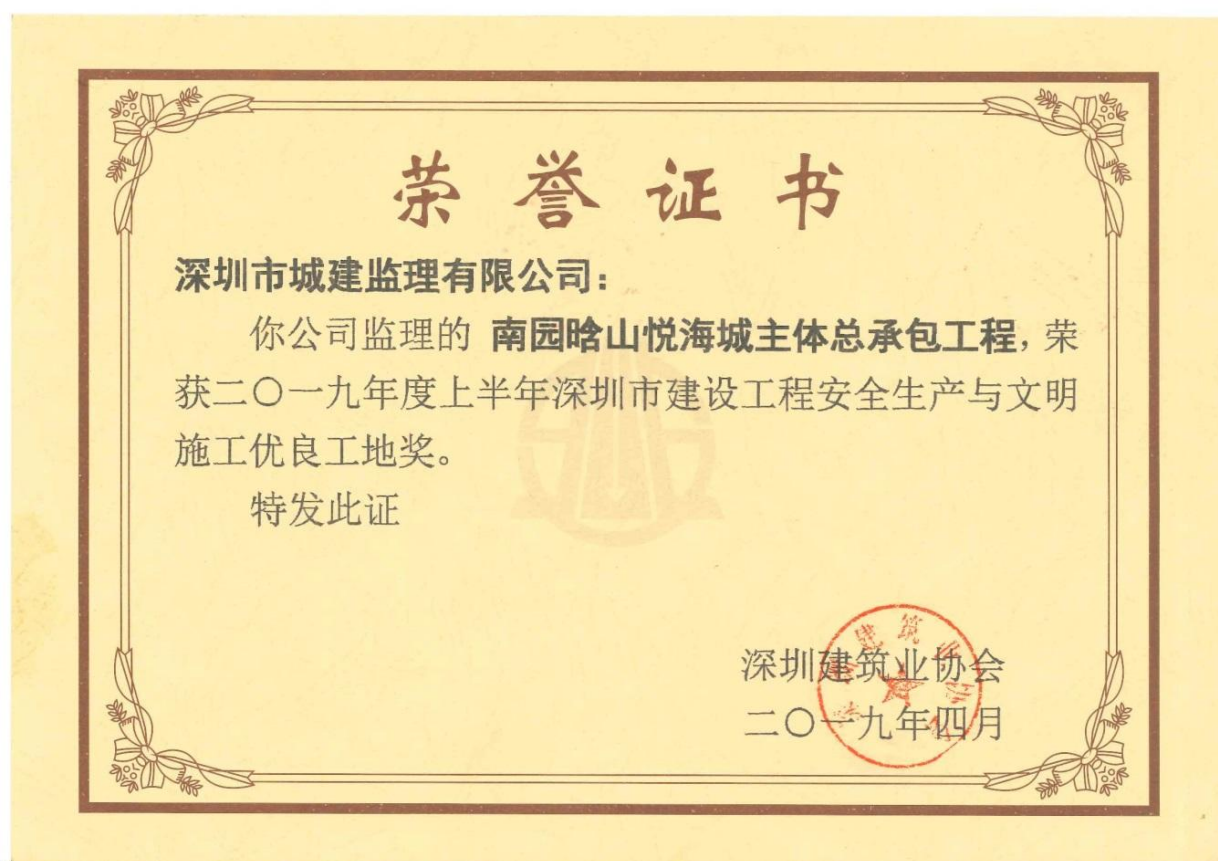 荣誉证书
深圳市城建监理有限公司：
你公司监理的 南园晗山悦海城主体总承包工程，荣
获二〇一九年度上半年深圳市建设工程安全生产与文明
施工优良工地奖。
特发此证
深圳建筑业协会
二〇一九年四月